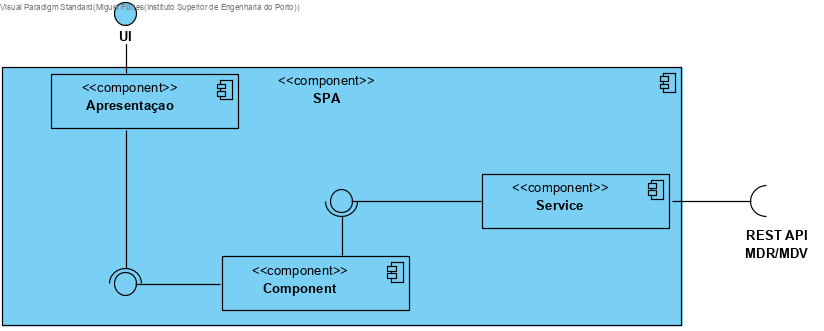 Visual Paradigm Standard(Miguel Fortes(Instituto Superior de Engenharia do Porto))
UI
<<component>>
SPA
<<component>>
Apresentaçao
<<component>>
Service
REST API
MDR/MDV
<<component>>
Component